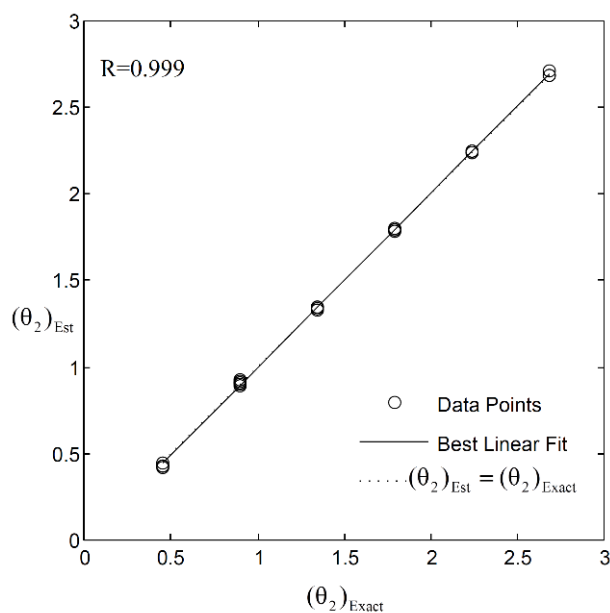 3
R=0.999
2.5
2
1.5
(θ₂)Est
1
Data Points
0.5
Best Linear Fit
(θ₂)Est = (θ₂)Exact
0
0 0.5 1 1.5 2 2.5 3
(θ₂)Exact